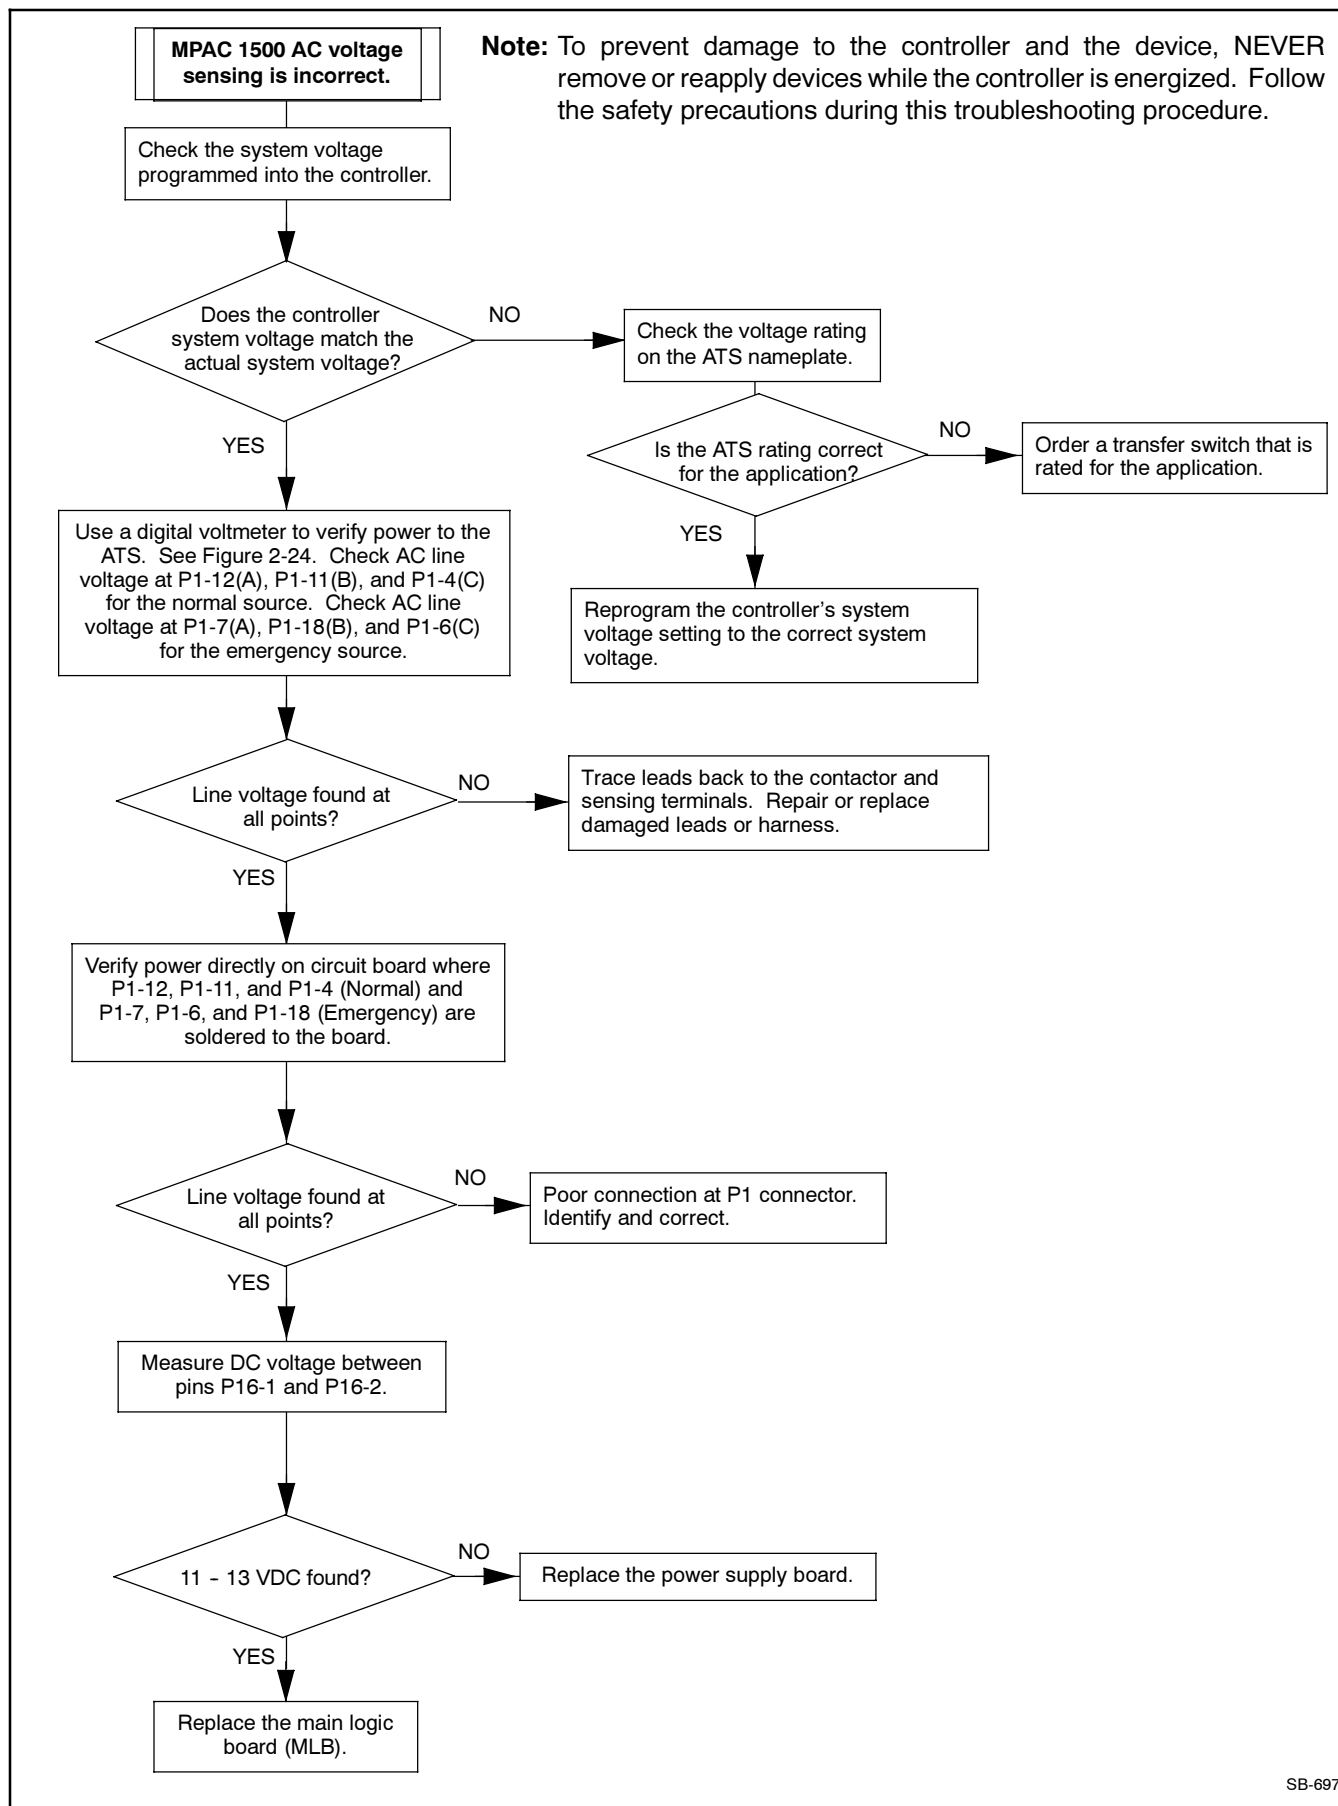 MPAC 1500 AC voltage
sensing is incorrect.
Note: To prevent damage to the controller and the device, NEVER
remove or reapply devices while the controller is energized. Follow
the safety precautions during this troubleshooting procedure.
Check the system voltage
programmed into the controller.
Does the controller
system voltage match the
actual system voltage?
NO
Check the voltage rating
on the ATS nameplate.
YES
Is the ATS rating correct
for the application?
NO
Order a transfer switch that is
rated for the application.
YES
Reprogram the controller’s system
voltage setting to the correct system
voltage.
Use a digital voltmeter to verify power to the
ATS. See Figure 2-24. Check AC line
voltage at P1-12(A), P1-11(B), and P1-4(C)
for the normal source. Check AC line
voltage at P1-7(A), P1-18(B), and P1-6(C)
for the emergency source.
Line voltage found at
all points?
NO
Trace leads back to the contactor and
sensing terminals. Repair or replace
damaged leads or harness.
YES
Verify power directly on circuit board where
P1-12, P1-11, and P1-4 (Normal) and
P1-7, P1-6, and P1-18 (Emergency) are
soldered to the board.
Line voltage found at
all points?
NO
Poor connection at P1 connector.
Identify and correct.
YES
Measure DC voltage between
pins P16-1 and P16-2.
11 - 13 VDC found?
NO
Replace the power supply board.
YES
Replace the main logic
board (MLB).
SB-697